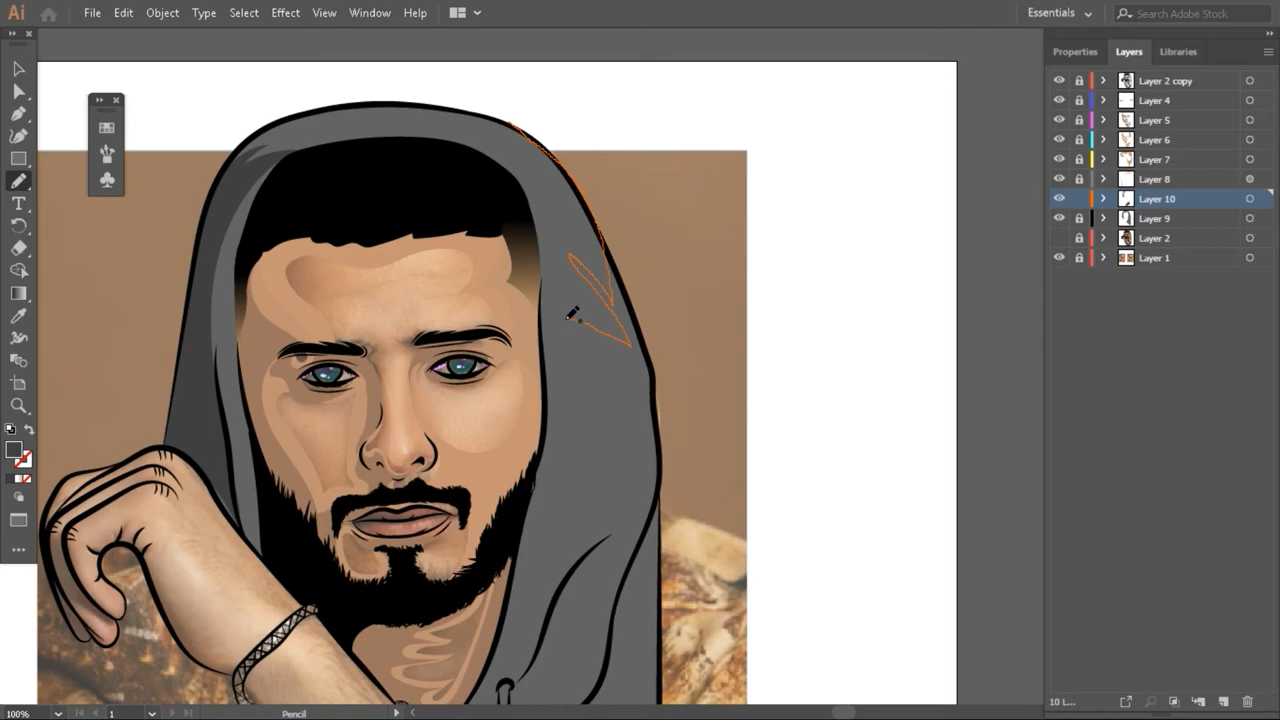 Ai File Edit Object Type Select Effect View Window Help Essentials Search Adobe Stock
Properties Layers Libraries
Layer 2 copy
Layer 4
Layer 5
Layer 6
Layer 7
Layer 8
Layer 10
Layer 9
Layer 2
Layer 1
T
100% 1 Pencil 10 L...